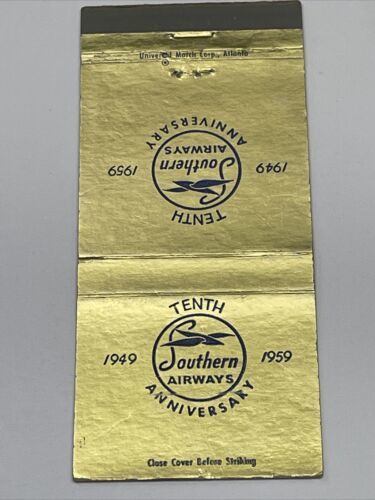 Universal Match Corp., Atlanta
TENTH
1949 Southern 1959
AIRWAYS
ANNIVERSARY
TENTH
1949 Southern 1959
AIRWAYS
ANNIVERSARY
Close Cover Before Striking